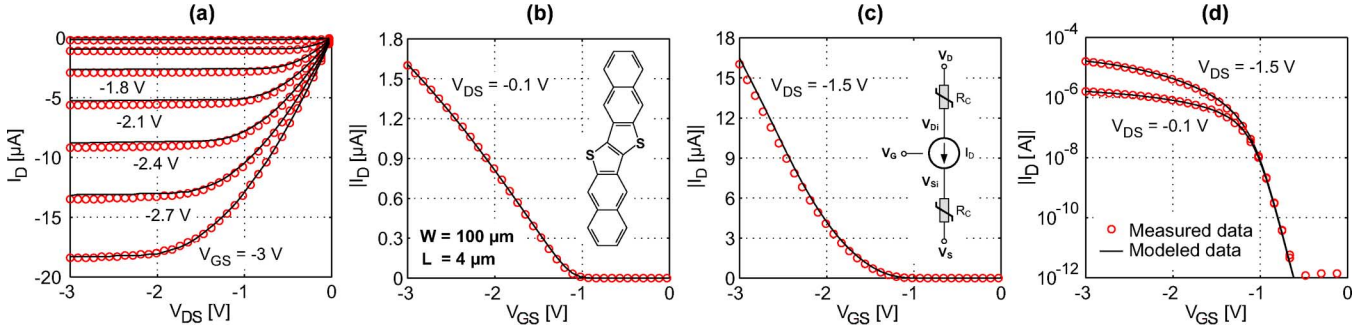 (a)
0
-5
-10
-15
-20
I_D [µA]
-1.8 V
-2.1 V
-2.4 V
-2.7 V
V_GS = -3 V
-3
-2
-1
0
V_DS [V]
(b)
1.8
1.5
1.2
0.9
0.6
0.3
0
|I_D [µA]|
V_DS = -0.1 V
S
S
W = 100 µm
L = 4 µm
-3
-2
-1
0
V_GS [V]
(c)
18
15
12
9
6
3
0
|I_D [µA]|
V_DS = -1.5 V
V_D
R_C
V_Di
V_G
I_D
V_Si
R_C
V_S
-3
-2
-1
0
V_GS [V]
(d)
10^-4
10^-6
10^-8
10^-10
10^-12
|I_D [A]|
V_DS = -1.5 V
V_DS = -0.1 V
Measured data
Modeled data
-3
-2
-1
0
V_GS [V]